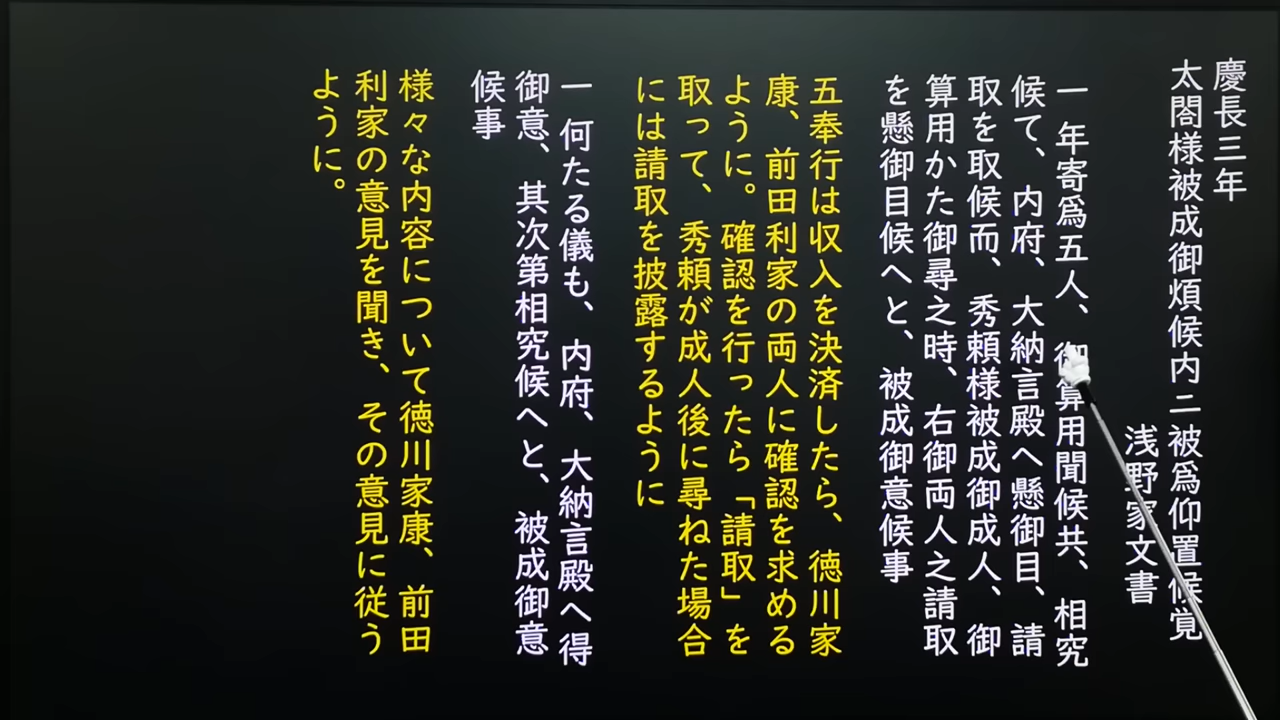 慶長三年
太閤様被成御煩候内ニ被爲仰置候覚
浅野家文書
一年寄爲五人、御算用聞候共、相究
候て、内府、大納言殿へ懸御目、請
取を取候而、秀頼様被成御成人、御
算用かた御尋之時、右御両人之請取
を懸御目候へと、被成御意候事
五奉行は収入を決済したら、徳川家
康、前田利家の両人に確認を求める
ように。確認を行ったら「請取」を
取って、秀頼が成人後に尋ねた場合
には請取を披露するように
一何たる儀も、内府、大納言殿へ得
御意、其次第相究候へと、被成御意
候事
様々な内容について徳川家康、前田
利家の意見を聞き、その意見に従う
ように。